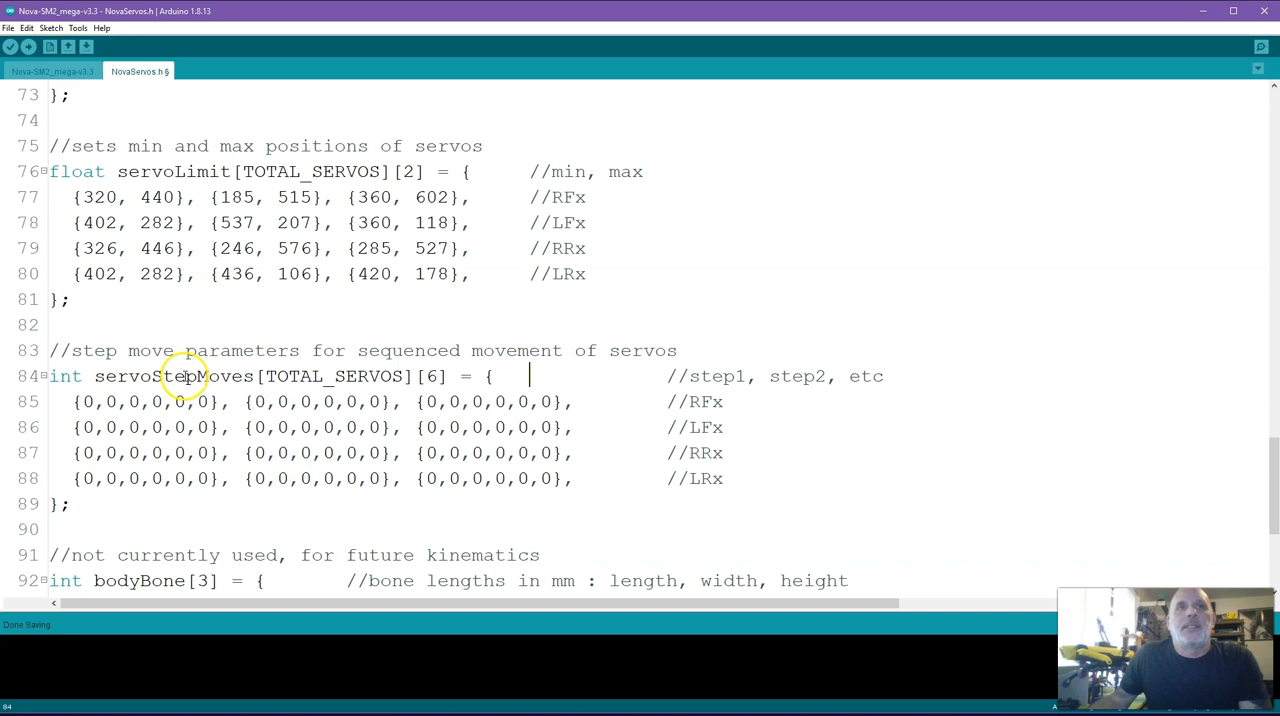 Nova-SM2_mega-v3.3 - NovaServos.h | Arduino 1.8.13
File Edit Sketch Tools Help
Nova-SM2_mega-v3.3 NovaServos.h §
73 };
74
75 //sets min and max positions of servos
76 float servoLimit[TOTAL_SERVOS][2] = { //min, max
77 {320, 440}, {185, 515}, {360, 602}, //RFx
78 {402, 282}, {537, 207}, {360, 118}, //LFx
79 {326, 446}, {246, 576}, {285, 527}, //RRx
80 {402, 282}, {436, 106}, {420, 178}, //LRx
81 };
82
83 //step move parameters for sequenced movement of servos
84 int servoStepMoves[TOTAL_SERVOS][6] = { //step1, step2, etc
85 {0,0,0,0,0,0}, {0,0,0,0,0,0}, {0,0,0,0,0,0}, //RFx
86 {0,0,0,0,0,0}, {0,0,0,0,0,0}, {0,0,0,0,0,0}, //LFx
87 {0,0,0,0,0,0}, {0,0,0,0,0,0}, {0,0,0,0,0,0}, //RRx
88 {0,0,0,0,0,0}, {0,0,0,0,0,0}, {0,0,0,0,0,0}, //LRx
89 };
90
91 //not currently used, for future kinematics
92 int bodyBone[3] = { //bone lengths in mm : length, width, height
Done Saving.
84